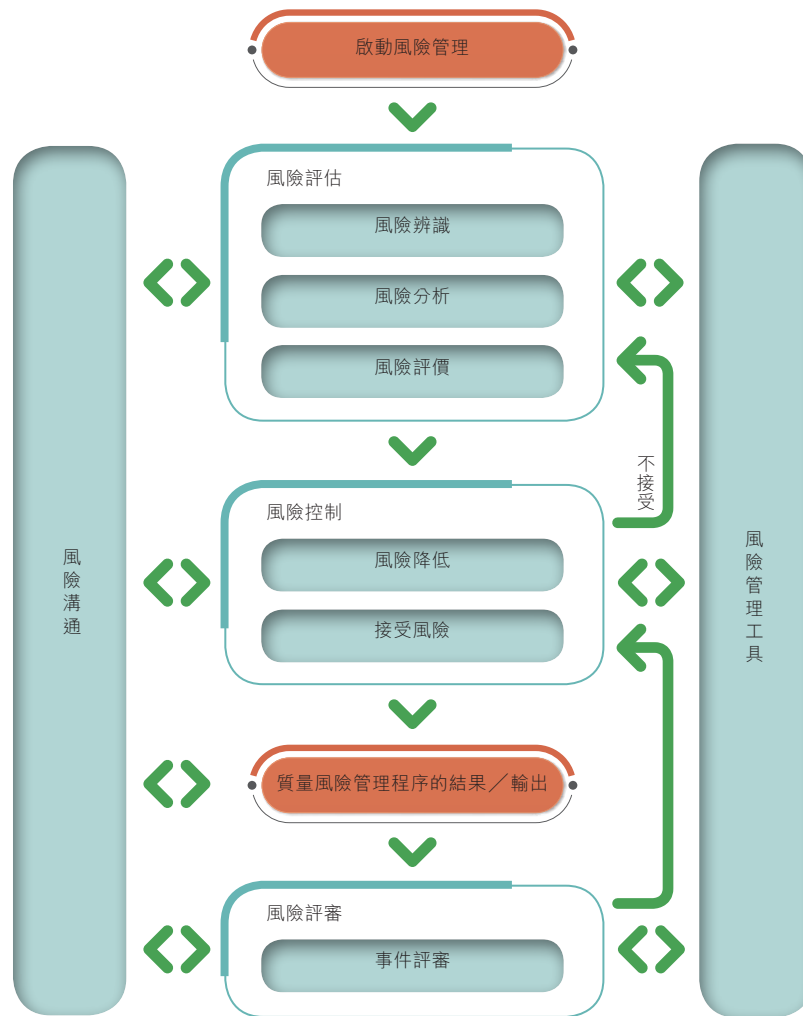 啟動風險管理
風險評估
風險辨識
風險分析
風險評價
不接受
風險控制
風險降低
接受風險
風險溝通
風險管理工具
質量風險管理程序的結果／輸出
風險評審
事件評審